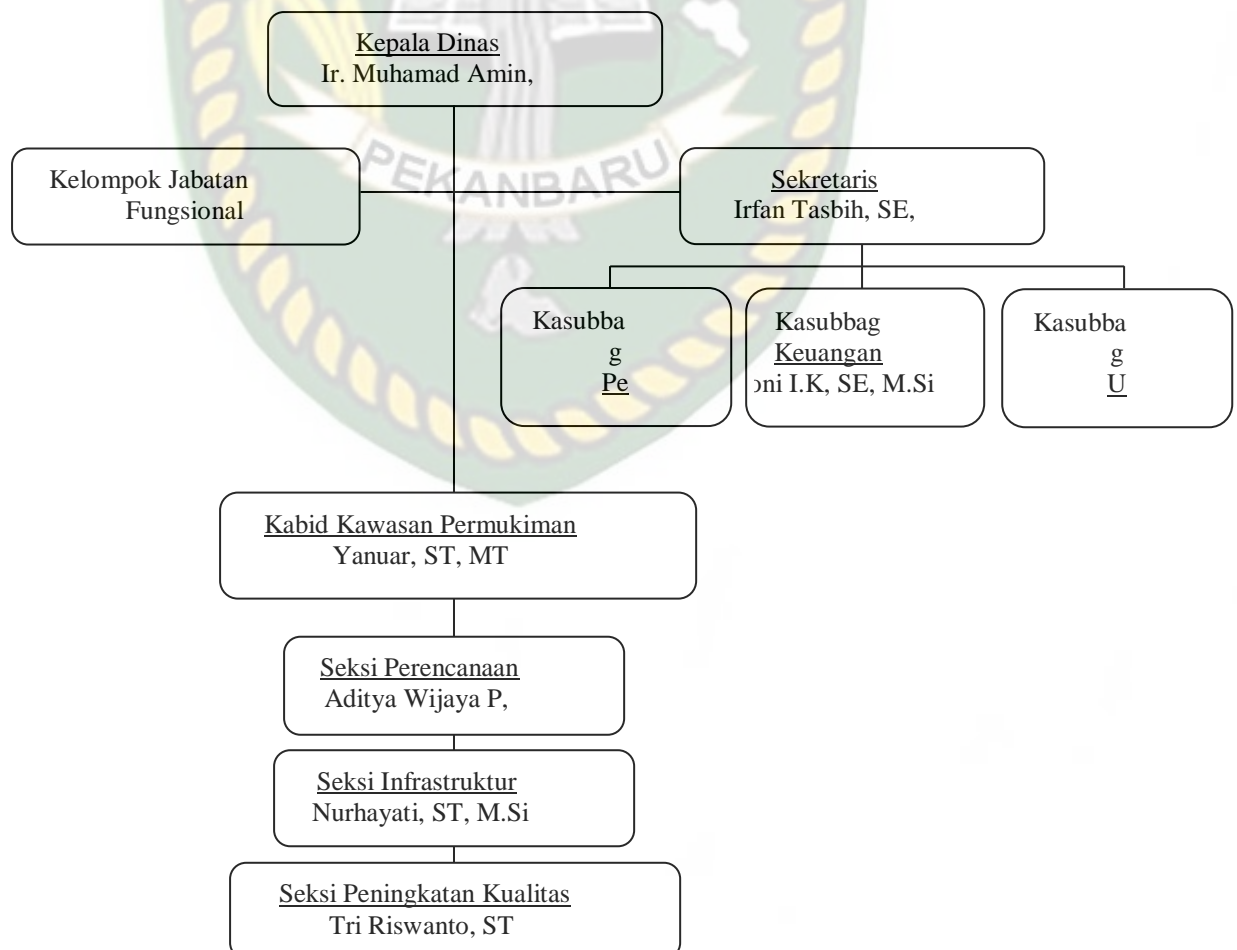 Kepala Dinas
Ir. Muhamad Amin,
PEKANBARU
Kelompok Jabatan
Fungsional
Sekretaris
Irfan Tasbih, SE,
Kasubba
g
Pe
Kasubbag
Keuangan
oni I.K, SE, M.Si
Kasubba
g
U
Kabid Kawasan Permukiman
Yanuar, ST, MT
Seksi Perencanaan
Aditya Wijaya P,
Seksi Infrastruktur
Nurhayati, ST, M.Si
Seksi Peningkatan Kualitas
Tri Riswanto, ST